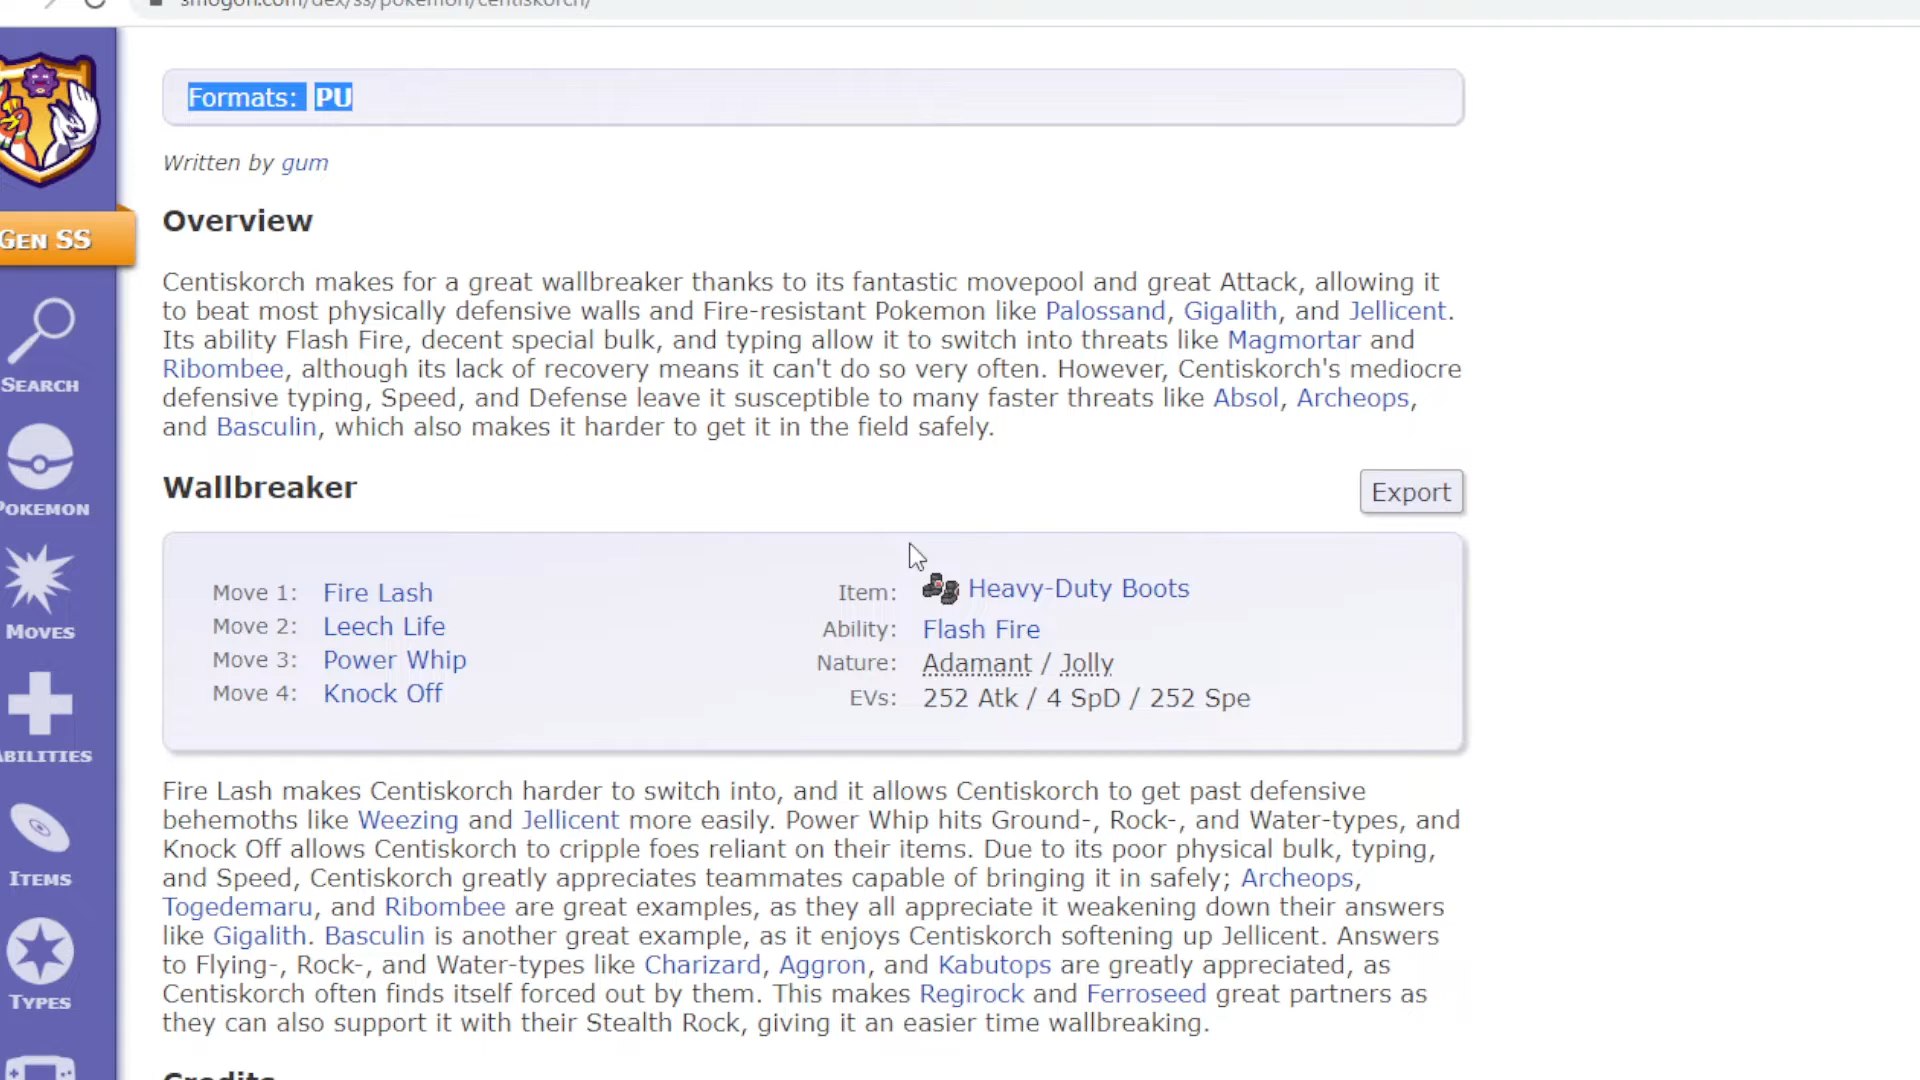 smogon.com/dex/ss/pokemon/centiskorch/
Formats: PU
Written by gum
Overview
GEN SS
Centiskorch makes for a great wallbreaker thanks to its fantastic movepool and great Attack, allowing it
to beat most physically defensive walls and Fire-resistant Pokemon like Palossand, Gigalith, and Jellicent.
Its ability Flash Fire, decent special bulk, and typing allow it to switch into threats like Magmortar and
Ribombee, although its lack of recovery means it can't do so very often. However, Centiskorch's mediocre
defensive typing, Speed, and Defense leave it susceptible to many faster threats like Absol, Archeops,
and Basculin, which also makes it harder to get it in the field safely.
SEARCH
Wallbreaker
Export
POKEMON
Move 1: Fire Lash
Move 2: Leech Life
Move 3: Power Whip
Move 4: Knock Off
Item: Heavy-Duty Boots
Ability: Flash Fire
Nature: Adamant / Jolly
EVs: 252 Atk / 4 SpD / 252 Spe
MOVES
ABILITIES
Fire Lash makes Centiskorch harder to switch into, and it allows Centiskorch to get past defensive
behemoths like Weezing and Jellicent more easily. Power Whip hits Ground-, Rock-, and Water-types, and
Knock Off allows Centiskorch to cripple foes reliant on their items. Due to its poor physical bulk, typing,
and Speed, Centiskorch greatly appreciates teammates capable of bringing it in safely; Archeops,
Togedemaru, and Ribombee are great examples, as they all appreciate it weakening down their answers
like Gigalith. Basculin is another great example, as it enjoys Centiskorch softening up Jellicent. Answers
to Flying-, Rock-, and Water-types like Charizard, Aggron, and Kabutops are greatly appreciated, as
Centiskorch often finds itself forced out by them. This makes Regirock and Ferroseed great partners as
they can also support it with their Stealth Rock, giving it an easier time wallbreaking.
ITEMS
TYPES
Credits